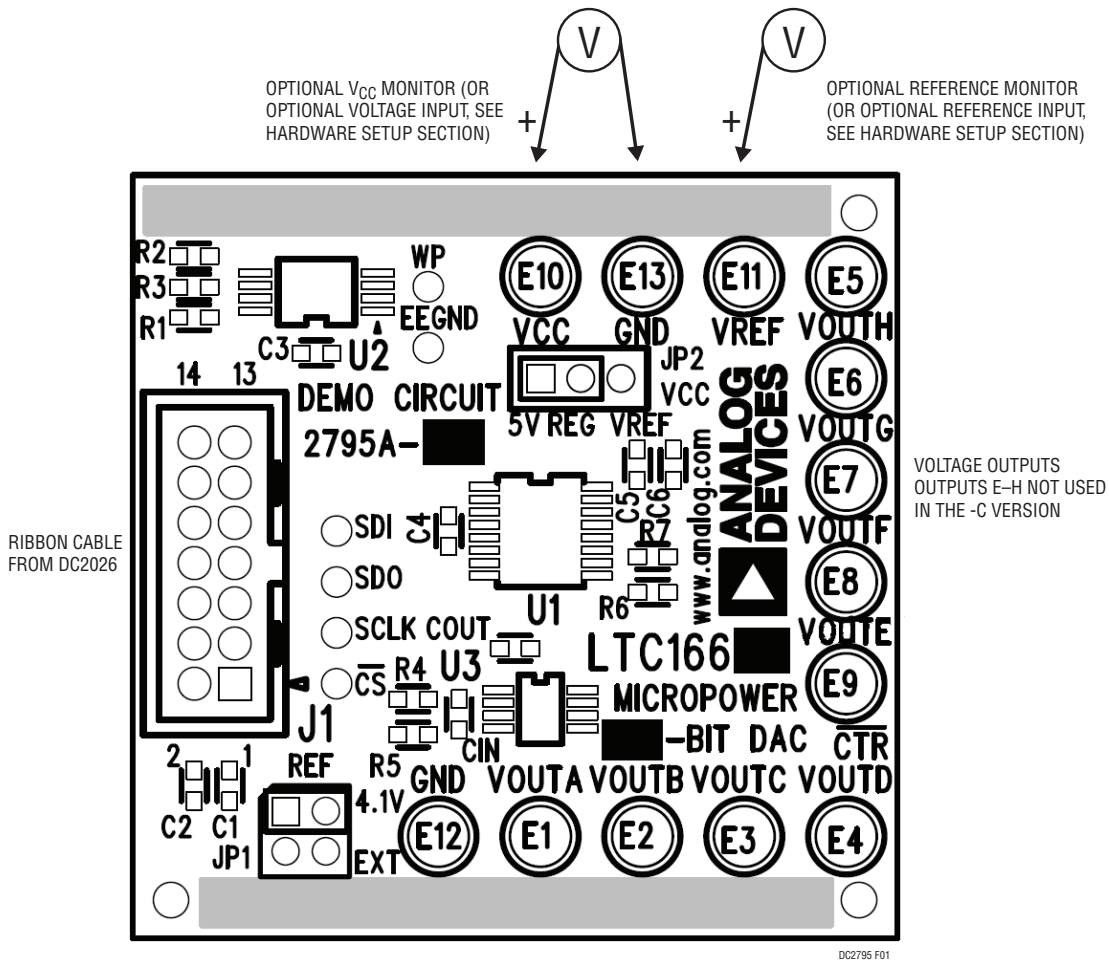 V
V
OPTIONAL VCC MONITOR (OR
OPTIONAL VOLTAGE INPUT, SEE
HARDWARE SETUP SECTION)
+
+
OPTIONAL REFERENCE MONITOR
(OR OPTIONAL REFERENCE INPUT,
SEE HARDWARE SETUP SECTION)
R2
R3
R1
WP
EEGND
C3
U2
E10
E13
E11
E5
VCC
GND
VREF
VOUTH
JP2
VCC
5V REG VREF
E6
VOUTG
14 13
DEMO CIRCUIT
2795A-
ANALOG
DEVICES
www.analog.com
E7
VOUTF
VOLTAGE OUTPUTS
OUTPUTS E–H NOT USED
IN THE -C VERSION
RIBBON CABLE
FROM DC2026
SDI
SDO
SCLK
CS
C4
C5
C6
R7
R6
U1
E8
VOUTE
COUT
U3
LTC166
E9
CTR
R4
R5
CIN
MICROPOWER
-BIT DAC
J1
2 1
C2 C1
REF
4.1V
JP1
EXT
GND VOUTA VOUTB VOUTC VOUTD
E12 E1 E2 E3 E4
DC2795 F01